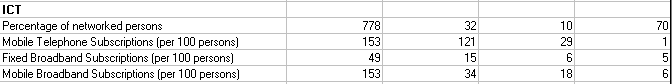 ICT
Percentage of networked persons 778 32 10 70
Mobile Telephone Subscriptions (per 100 persons) 153 121 29 1
Fixed Broadband Subscriptions (per 100 persons) 49 15 6 5
Mobile Broadband Subscriptions (per 100 persons) 153 34 18 6